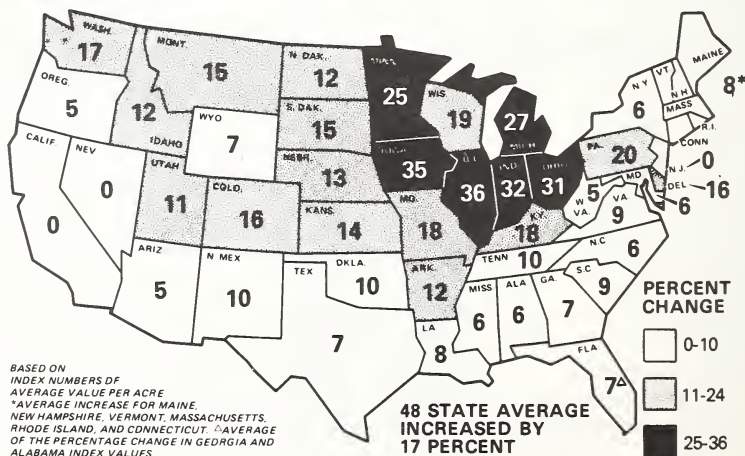 WASH.
17
MONT.
15
N DAK.
12
25
WIS.
19
27
MICH.
N Y
6
VT.
N H
MAINE
8*
MASS
R.I.
CONN
N.J.
0
DEL
16
6
OREG.
5
12
IDAHO
WYO
7
S. DAK.
15
IOWA
35
ILL
36
IND.
32
OHIO
31
PA.
20
MD
5
W
VA.
VA
9
CALIF.
0
NEV
0
UTAH
11
COLO.
16
NEBR.
13
KANS.
14
MO.
18
KY.
18
ARIZ
5
N MEX
10
TEX
7
OKLA.
10
ARK.
12
TENN
10
N.C
6
S.C
9
MISS
6
ALA
6
GA.
7
LA
8
FLA
7△
PERCENT
CHANGE
0-10
11-24
25-36
BASED ON
INDEX NUMBERS OF
AVERAGE VALUE PER ACRE
*AVERAGE INCREASE FOR MAINE,
NEW HAMPSHIRE, VERMONT, MASSACHUSETTS,
RHODE ISLAND, AND CONNECTICUT. △AVERAGE
OF THE PERCENTAGE CHANGE IN GEORGIA AND
ALABAMA INDEX VALUES
48 STATE AVERAGE
INCREASED BY
17 PERCENT